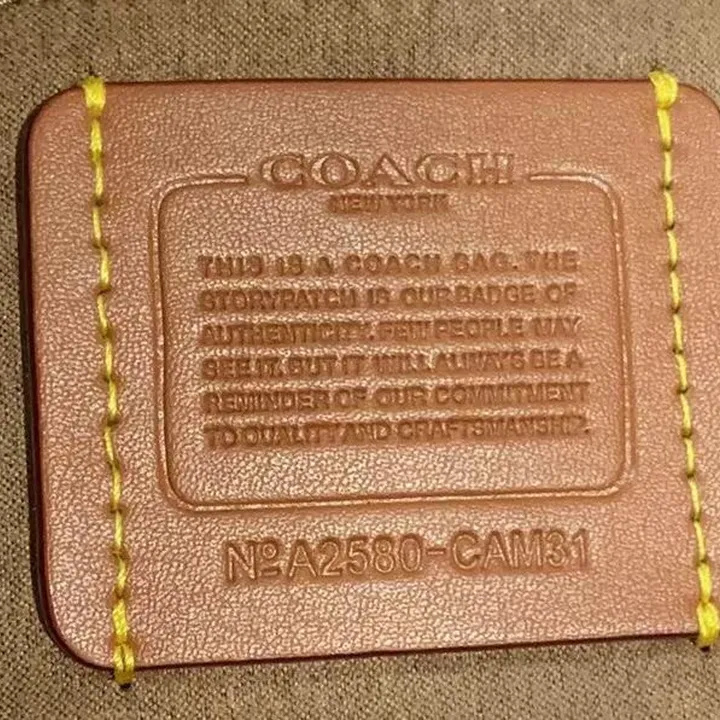 COACH
NEW YORK
THIS IS A COACH BAG. THE
STORYPATCH IS OUR BADGE OF
AUTHENTICITY. FEW PEOPLE MAY
SEE IT, BUT IT WILL ALWAYS BE A
REMINDER OF OUR COMMITMENT
TO QUALITY AND CRAFTSMANSHIP.
Nº A2580-CAM31